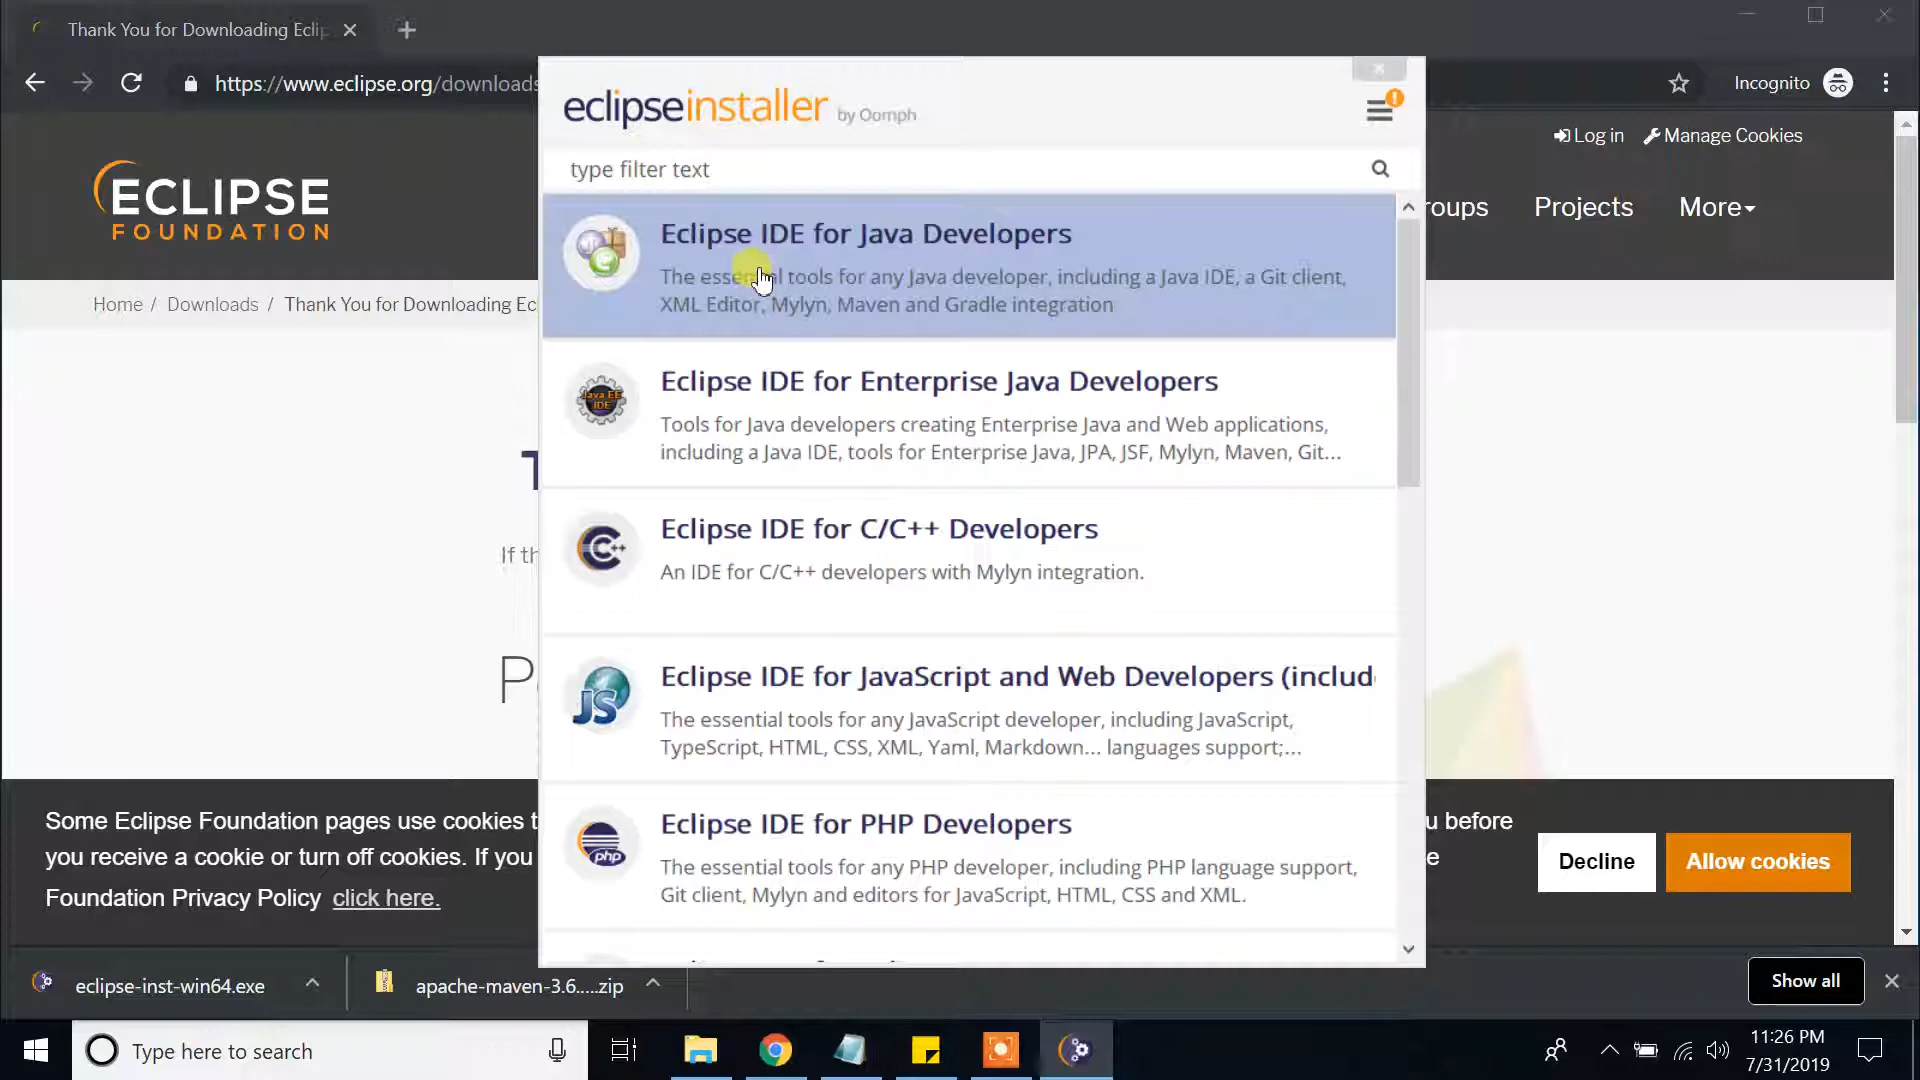 Thank You for Downloading Eclip
https://www.eclipse.org/downloads
Incognito
eclipseinstaller by Oomph
!
type filter text
Log in
Manage Cookies
ECLIPSE
FOUNDATION
roups
Projects
More
Home / Downloads / Thank You for Downloading Ec
Eclipse IDE for Java Developers
The essential tools for any Java developer, including a Java IDE, a Git client,
XML Editor, Mylyn, Maven and Gradle integration
Java EE
IDE
Eclipse IDE for Enterprise Java Developers
Tools for Java developers creating Enterprise Java and Web applications,
including a Java IDE, tools for Enterprise Java, JPA, JSF, Mylyn, Maven, Git...
T
If th
C++
Eclipse IDE for C/C++ Developers
An IDE for C/C++ developers with Mylyn integration.
P
JS
Eclipse IDE for JavaScript and Web Developers (includ
The essential tools for any JavaScript developer, including JavaScript,
TypeScript, HTML, CSS, XML, Yaml, Markdown... languages support;...
php
Eclipse IDE for PHP Developers
The essential tools for any PHP developer, including PHP language support,
Git client, Mylyn and editors for JavaScript, HTML, CSS and XML.
Some Eclipse Foundation pages use cookies t
u before
you receive a cookie or turn off cookies. If you
e
Foundation Privacy Policy click here.
Decline
Allow cookies
eclipse-inst-win64.exe
apache-maven-3.6.....zip
Show all
Type here to search
11:26 PM
7/31/2019